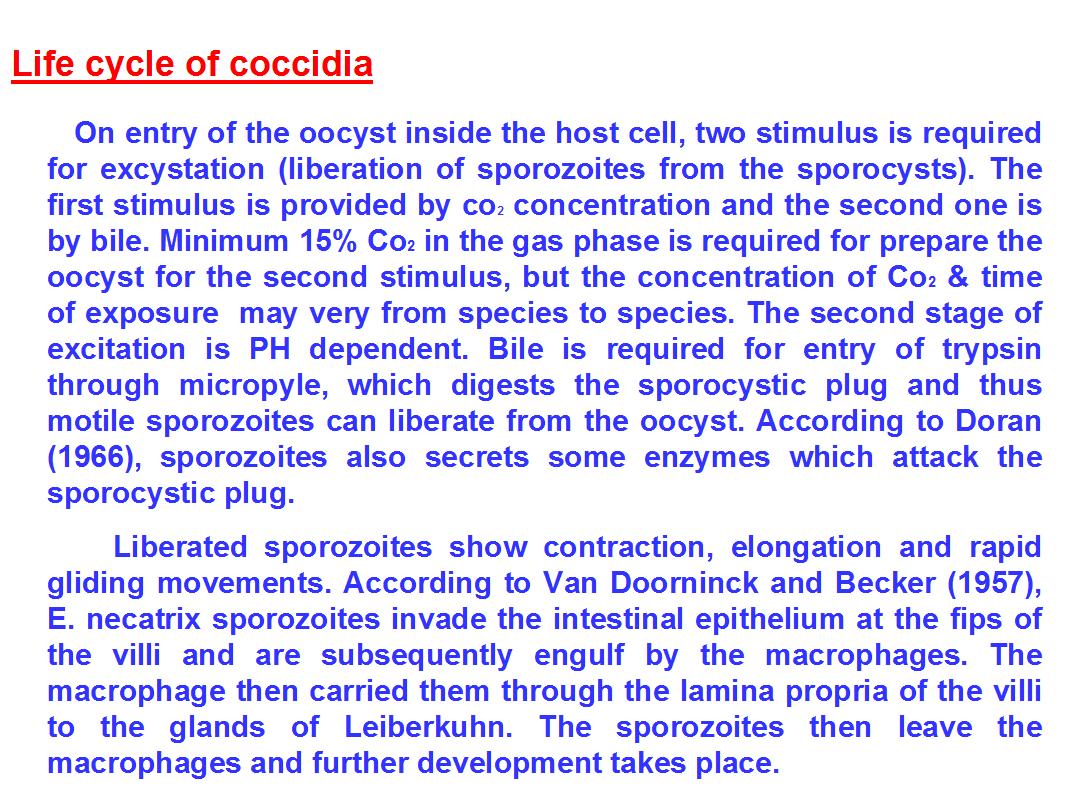 Life cycle of coccidia
On entry of the oocyst inside the host cell, two stimulus is required
for excystation (liberation of sporozoites from the sporocysts). The
first stimulus is provided by co₂ concentration and the second one is
by bile. Minimum 15% Co₂ in the gas phase is required for prepare the
oocyst for the second stimulus, but the concentration of Co₂ & time
of exposure may very from species to species. The second stage of
excitation is PH dependent. Bile is required for entry of trypsin
through micropyle, which digests the sporocystic plug and thus
motile sporozoites can liberate from the oocyst. According to Doran
(1966), sporozoites also secrets some enzymes which attack the
sporocystic plug.
Liberated sporozoites show contraction, elongation and rapid
gliding movements. According to Van Doorninck and Becker (1957),
E. necatrix sporozoites invade the intestinal epithelium at the fips of
the villi and are subsequently engulf by the macrophages. The
macrophage then carried them through the lamina propria of the villi
to the glands of Leiberkuhn. The sporozoites then leave the
macrophages and further development takes place.